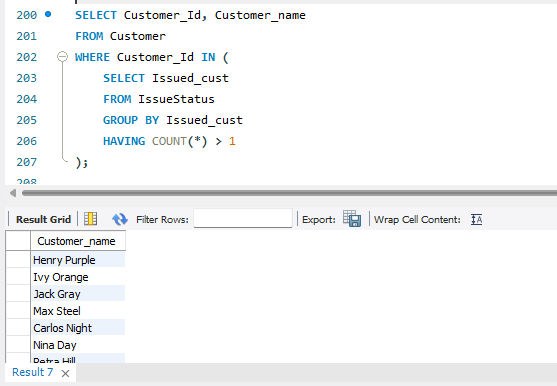 200 SELECT Customer_Id, Customer_name
201 FROM Customer
202 WHERE Customer_Id IN (
203 SELECT Issued_cust
204 FROM IssueStatus
205 GROUP BY Issued_cust
206 HAVING COUNT(*) > 1
207 );
208
Result Grid Filter Rows: Export: Wrap Cell Content: IA
Customer_name
Henry Purple
Ivy Orange
Jack Gray
Max Steel
Carlos Night
Nina Day
Petra Hill
Result 7